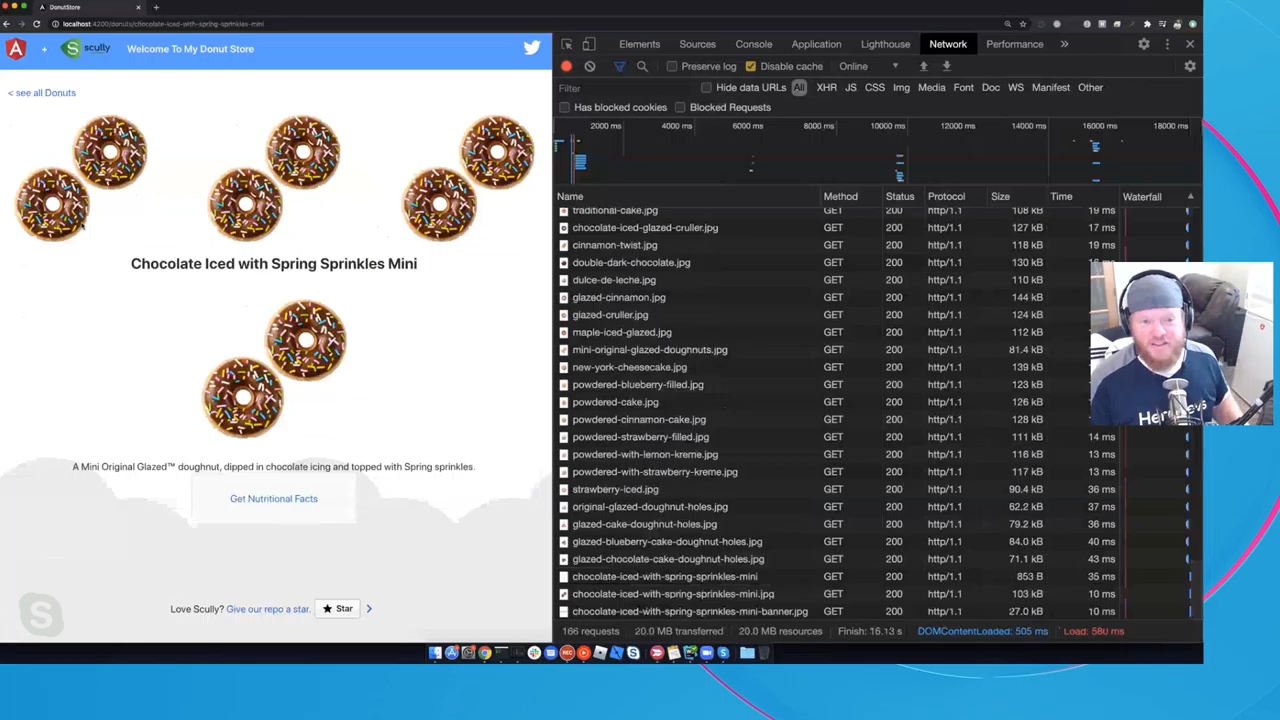 DonutStore
localhost:4200/donuts/chocolate-iced-with-spring-sprinkles-mini
+ scully Welcome To My Donut Store
< see all Donuts
Chocolate Iced with Spring Sprinkles Mini
A Mini Original Glazed™ doughnut, dipped in chocolate icing and topped with Spring sprinkles.
Get Nutritional Facts
Love Scully? Give our repo a star. Star
Elements Sources Console Application Lighthouse Network Performance
Preserve log Disable cache Online
Filter Hide data URLs All XHR JS CSS Img Media Font Doc WS Manifest Other
Has blocked cookies Blocked Requests
2000 ms 4000 ms 6000 ms 8000 ms 10000 ms 12000 ms 14000 ms 16000 ms 18000 ms
Name Method Status Protocol Size Time Waterfall
traditional-cake.jpg GET 200 http/1.1 108 kB 19 ms
chocolate-iced-glazed-cruller.jpg GET 200 http/1.1 127 kB 17 ms
cinnamon-twist.jpg GET 200 http/1.1 118 kB 19 ms
double-dark-chocolate.jpg GET 200 http/1.1 130 kB
dulce-de-leche.jpg GET 200 http/1.1 110 kB
glazed-cinnamon.jpg GET 200 http/1.1 144 kB
glazed-cruller.jpg GET 200 http/1.1 124 kB
maple-iced-glazed.jpg GET 200 http/1.1 112 kB
mini-original-glazed-doughnuts.jpg GET 200 http/1.1 81.4 kB
new-york-cheesecake.jpg GET 200 http/1.1 139 kB
powdered-blueberry-filled.jpg GET 200 http/1.1 123 kB
powdered-cake.jpg GET 200 http/1.1 126 kB
powdered-cinnamon-cake.jpg GET 200 http/1.1 128 kB
powdered-strawberry-filled.jpg GET 200 http/1.1 111 kB 14 ms
powdered-with-lemon-kreme.jpg GET 200 http/1.1 116 kB 13 ms
powdered-with-strawberry-kreme.jpg GET 200 http/1.1 117 kB 13 ms
strawberry-iced.jpg GET 200 http/1.1 90.4 kB 36 ms
original-glazed-doughnut-holes.jpg GET 200 http/1.1 62.2 kB 37 ms
glazed-cake-doughnut-holes.jpg GET 200 http/1.1 79.2 kB 36 ms
glazed-blueberry-cake-doughnut-holes.jpg GET 200 http/1.1 84.0 kB 40 ms
glazed-chocolate-cake-doughnut-holes.jpg GET 200 http/1.1 71.1 kB 43 ms
chocolate-iced-with-spring-sprinkles-mini GET 200 http/1.1 853 B 35 ms
chocolate-iced-with-spring-sprinkles-mini.jpg GET 200 http/1.1 103 kB 10 ms
chocolate-iced-with-spring-sprinkles-mini-banner.jpg GET 200 http/1.1 27.0 kB 10 ms
166 requests 20.0 MB transferred 20.0 MB resources Finish: 16.13 s DOMContentLoaded: 505 ms Load: 580 ms